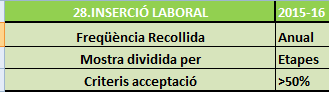 28.INSERCIÓ LABORAL 2015-16
Freqüència Recollida Anual
Mostra dividida per Etapes
Criteris acceptació >50%